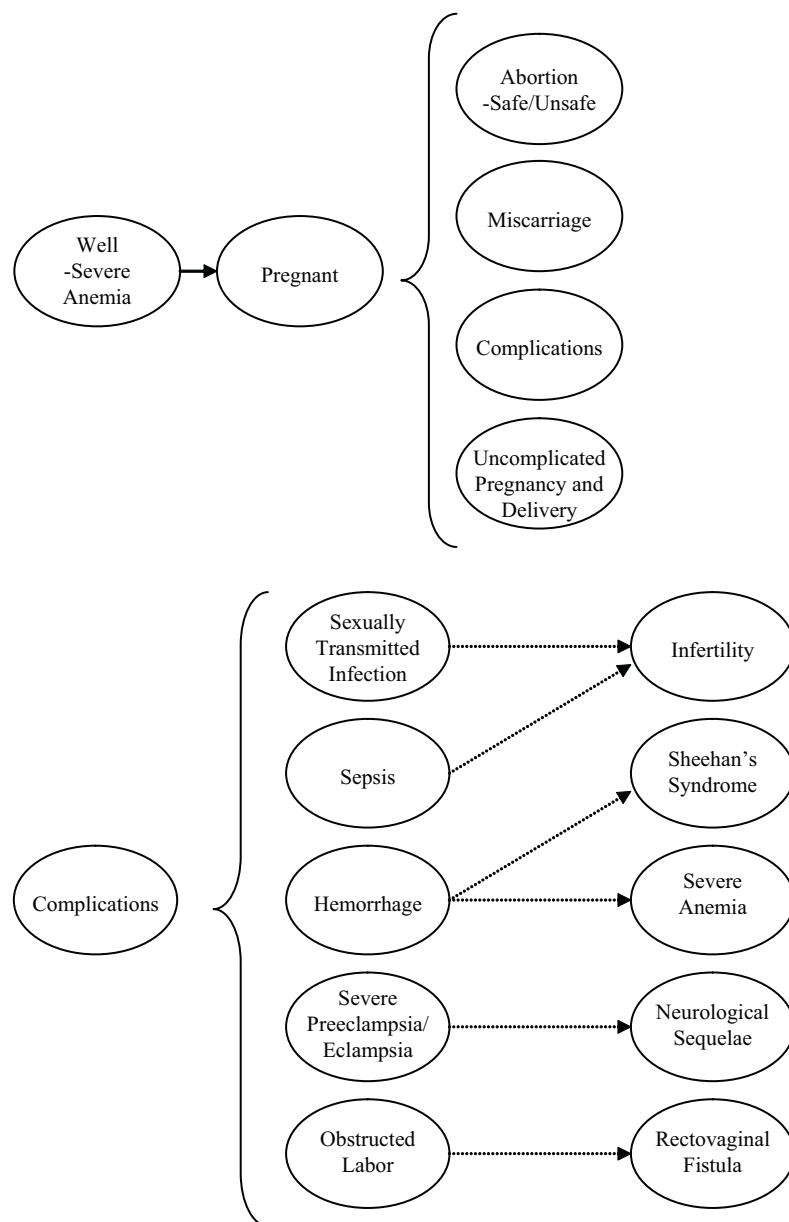 Abortion
-Safe/Unsafe
Miscarriage
Well
-Severe
Anemia
Pregnant
Complications
Uncomplicated
Pregnancy and
Delivery
Sexually
Transmitted
Infection
Infertility
Sepsis
Sheehan's
Syndrome
Complications
Hemorrhage
Severe
Anemia
Severe
Preeclampsia/
Eclampsia
Neurological
Sequelae
Obstructed
Labor
Rectovaginal
Fistula